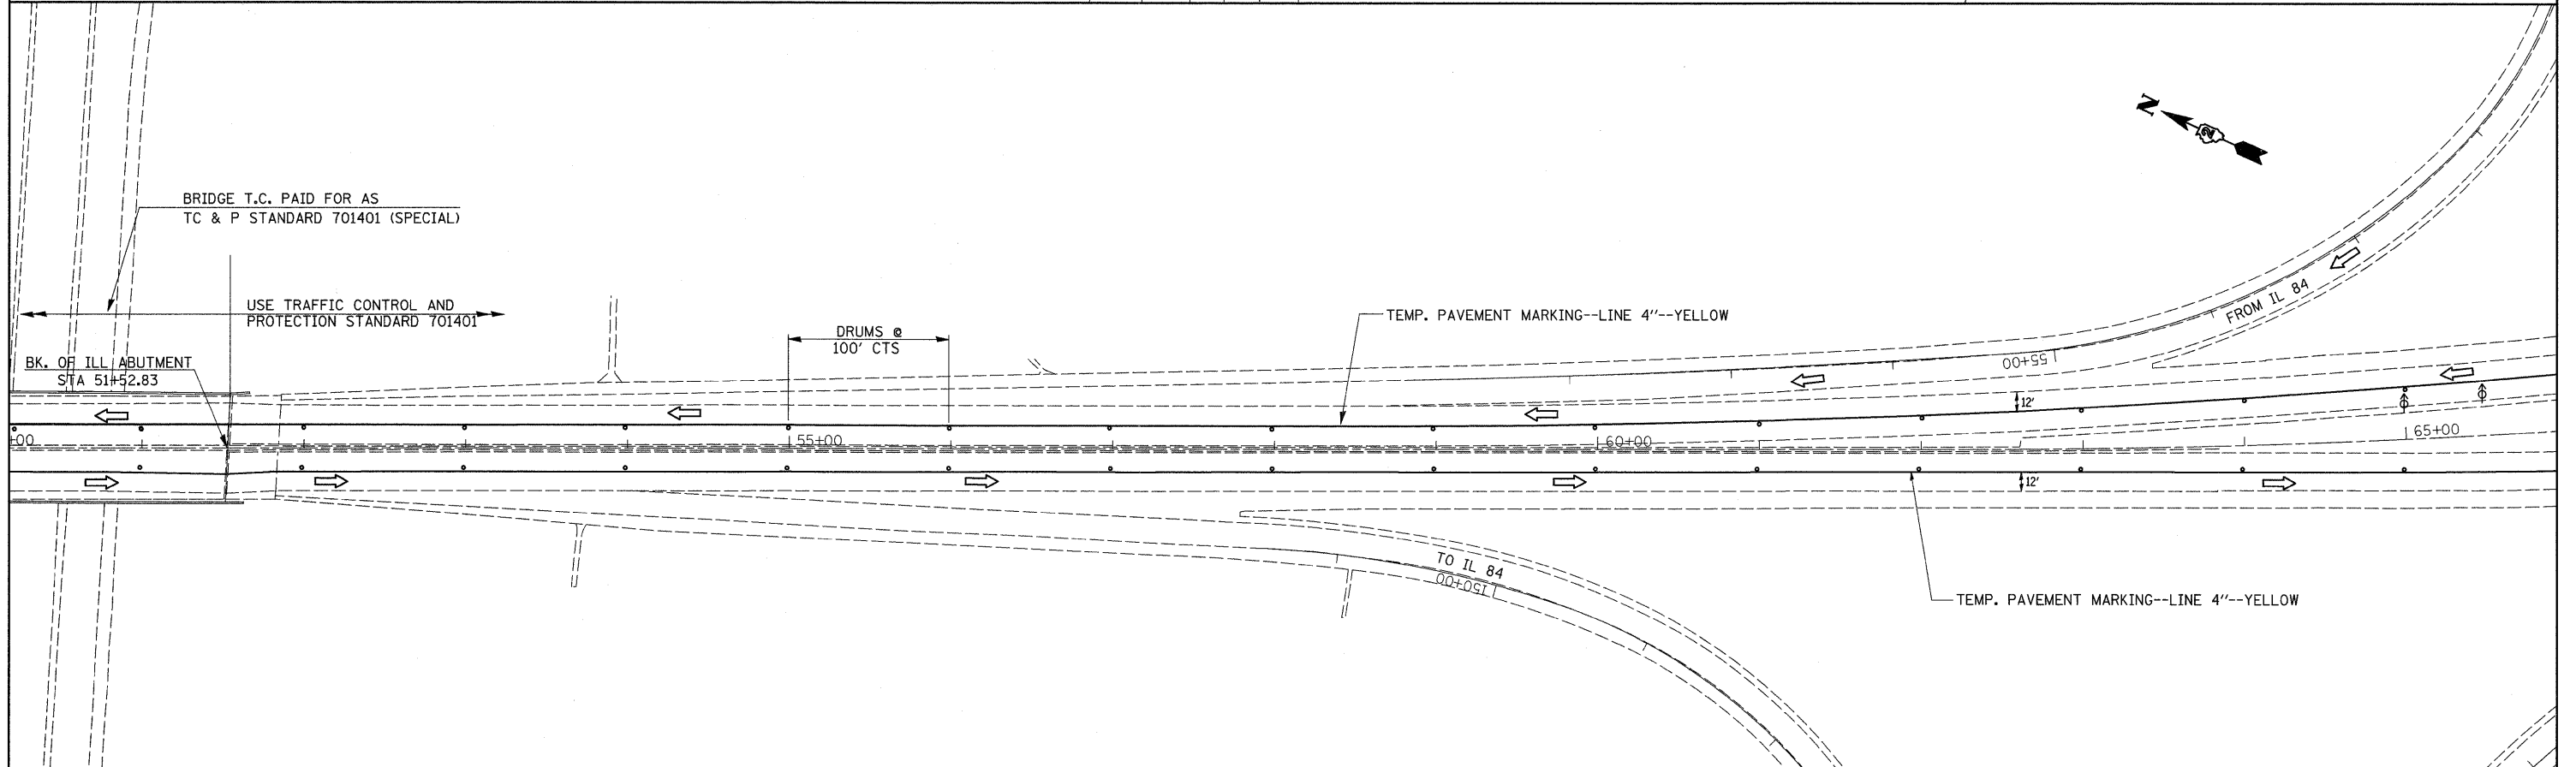 N
2
BRIDGE T.C. PAID FOR AS
TC & P STANDARD 701401 (SPECIAL)
USE TRAFFIC CONTROL AND
PROTECTION STANDARD 701401
BK. OF ILL ABUTMENT
STA 51+52.83
DRUMS @
100' CTS
TEMP. PAVEMENT MARKING--LINE 4"--YELLOW
FROM IL 84
55+00
12'
+00
55+00
60+00
65+00
12'
TO IL 84
150+00
TEMP. PAVEMENT MARKING--LINE 4"--YELLOW